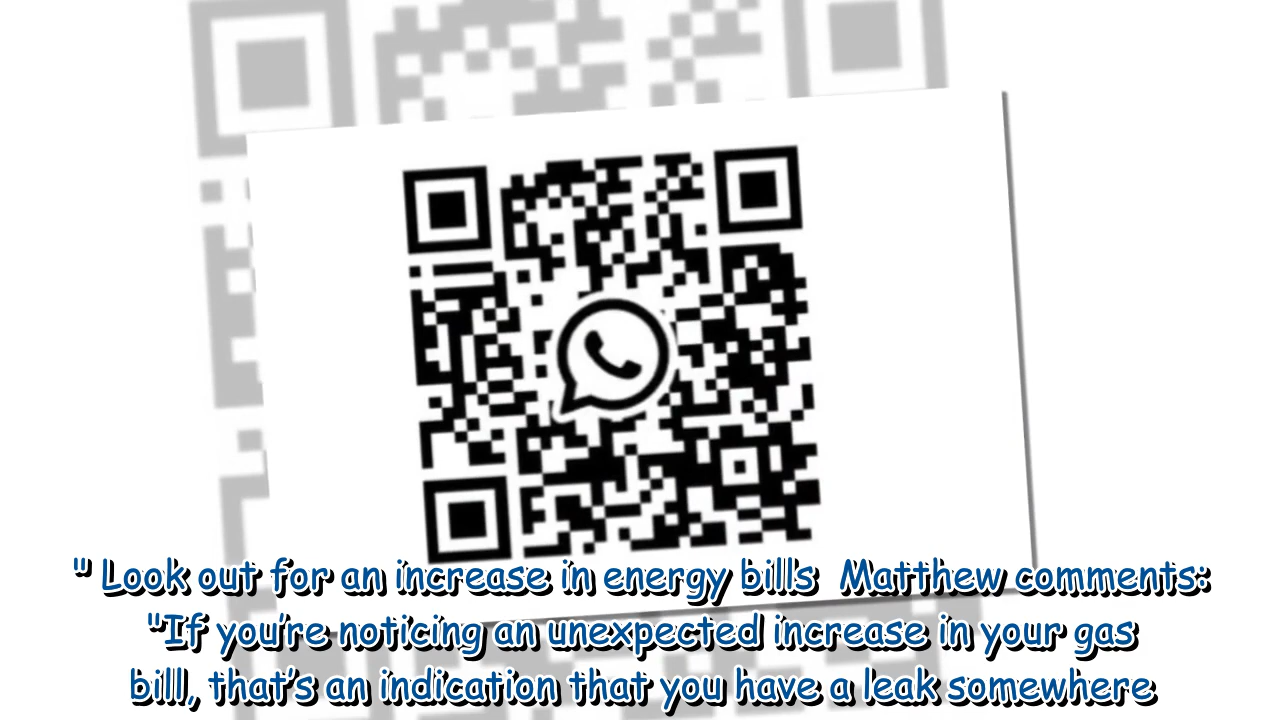 " Look out for an increase in energy bills  Matthew comments:
"If you're noticing an unexpected increase in your gas
bill, that's an indication that you have a leak somewhere